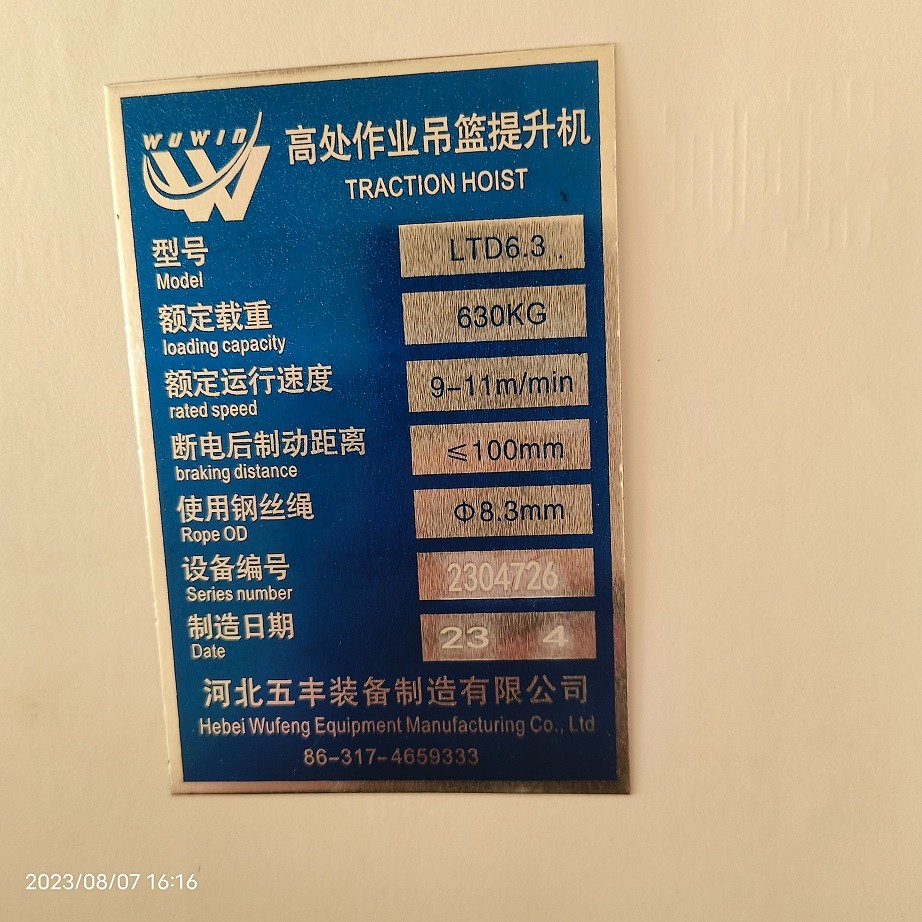 WUWIN
高处作业吊篮提升机
TRACTION HOIST
型号
Model
LTD6.3
额定载重
loading capacity
630KG
额定运行速度
rated speed
9-11m/min
断电后制动距离
braking distance
≤100mm
使用钢丝绳
Rope OD
Φ8.3mm
设备编号
Series number
2304726
制造日期
Date
23 4
河北五丰装备制造有限公司
Hebei Wufeng Equipment Manufacturing Co., Ltd
86-317-4659333
2023/08/07 16:16